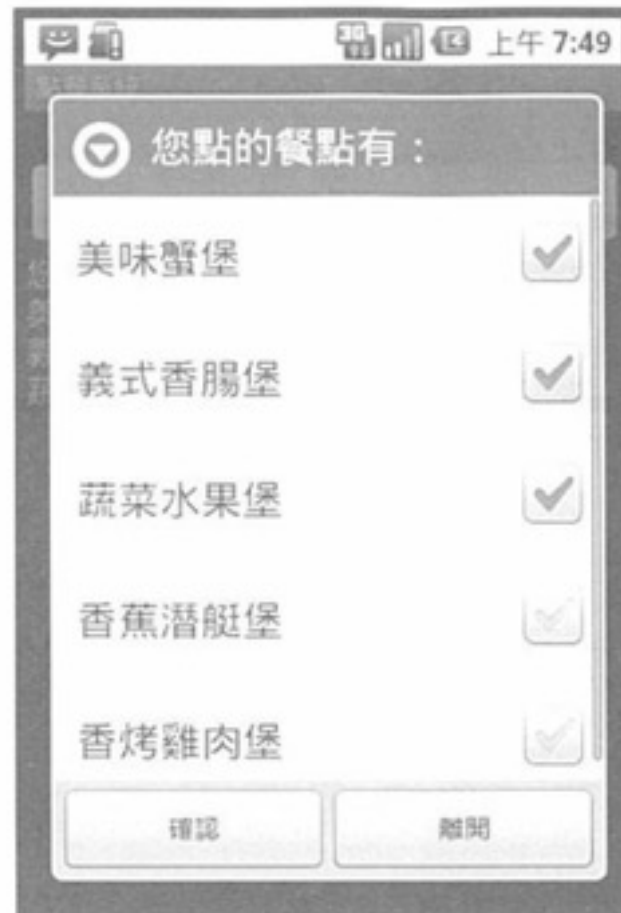 3G
上午 7:49
您點的餐點有：
美味蟹堡
義式香腸堡
蔬菜水果堡
香蕉潛艇堡
香烤雞肉堡
確認
離開